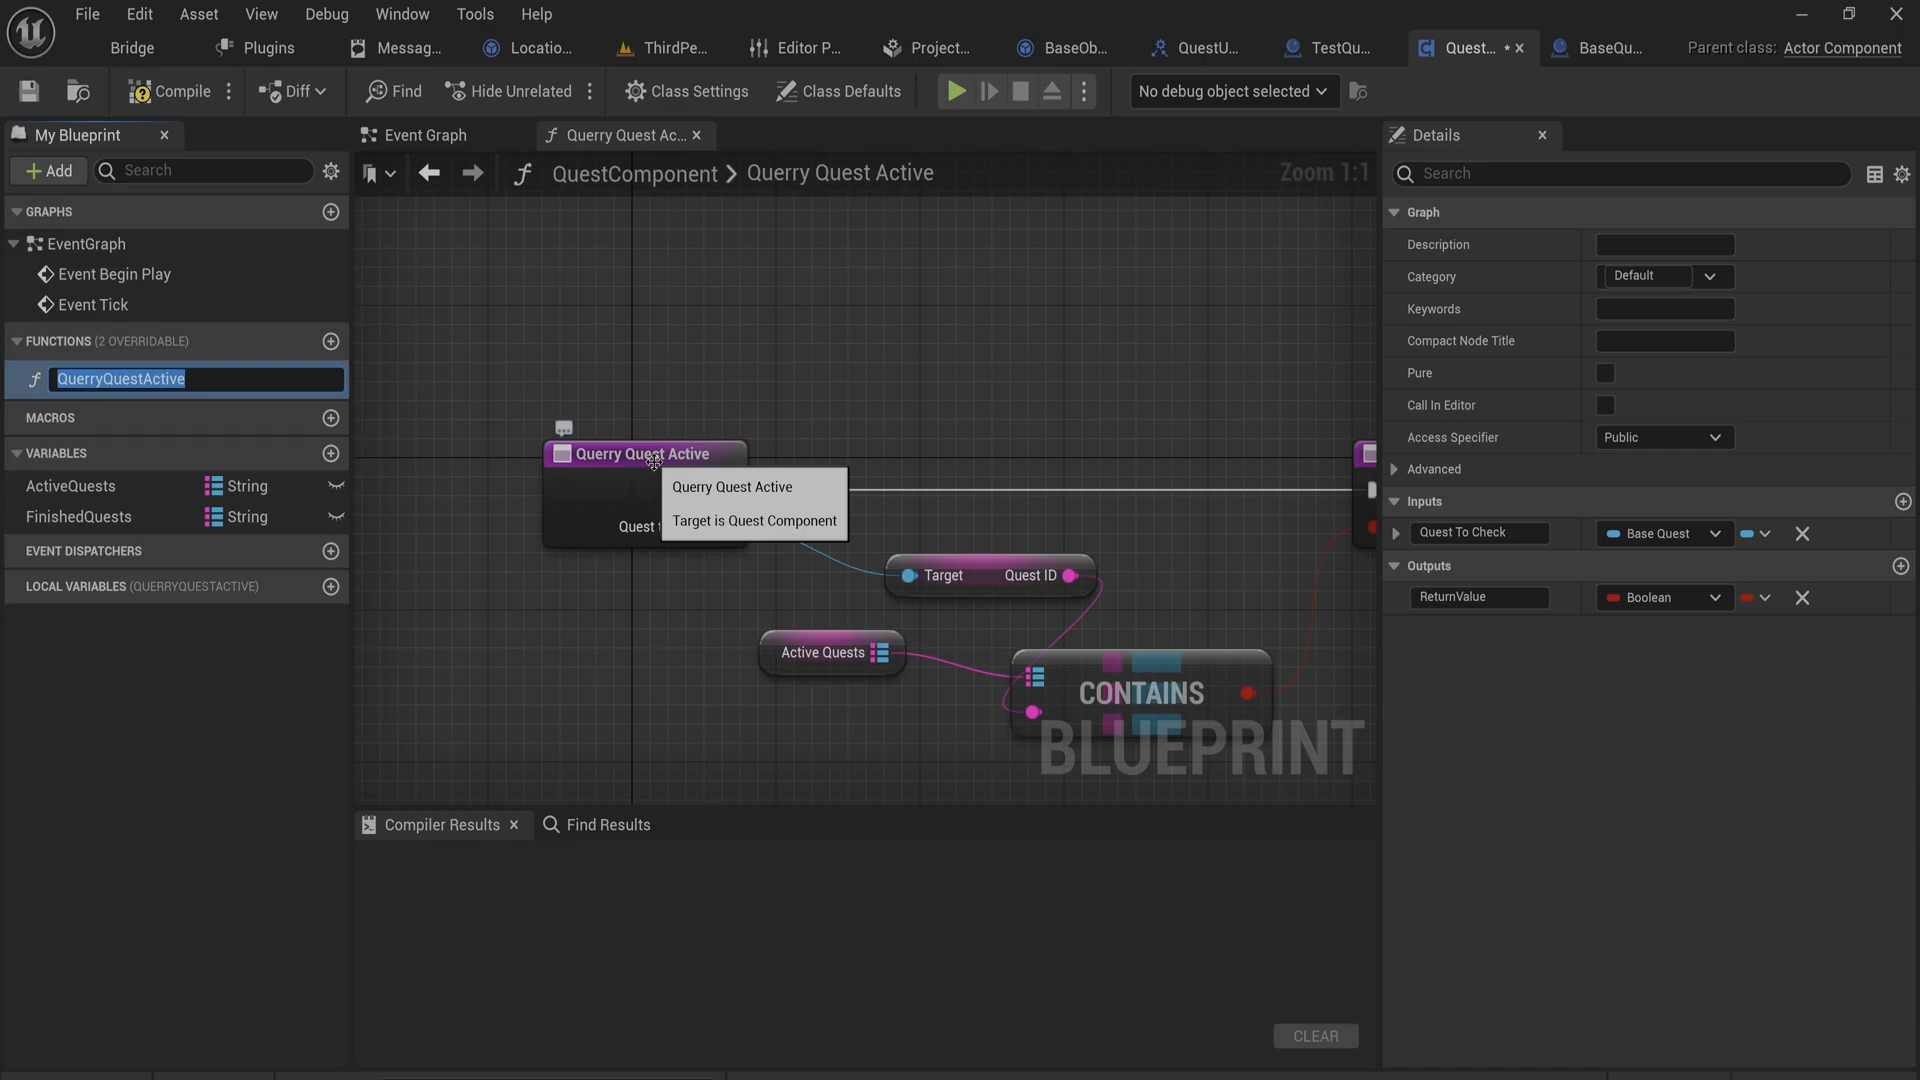 File Edit Asset View Debug Window Tools Help
Bridge Plugins Messag... Locatio... ThirdPe... Editor P... Project... BaseOb... QuestU... TestQu... Quest... * BaseQu... Parent class: Actor Component
Compile Diff Find Hide Unrelated Class Settings Class Defaults No debug object selected
My Blueprint
Event Graph Querry Quest Ac...
Details
Add Search
QuestComponent > Querry Quest Active Zoom 1:1
Search
GRAPHS
EventGraph
Event Begin Play
Event Tick
FUNCTIONS (2 OVERRIDABLE)
QuerryQuestActive
MACROS
VARIABLES
ActiveQuests String
FinishedQuests String
EVENT DISPATCHERS
LOCAL VARIABLES (QUERRYQUESTACTIVE)
Querry Quest Active
Quest
Querry Quest Active
Target is Quest Component
Target Quest ID
Active Quests
CONTAINS
BLUEPRINT
Graph
Description
Category Default
Keywords
Compact Node Title
Pure
Call In Editor
Access Specifier Public
Advanced
Inputs
Quest To Check Base Quest
Outputs
ReturnValue Boolean
Compiler Results Find Results
CLEAR